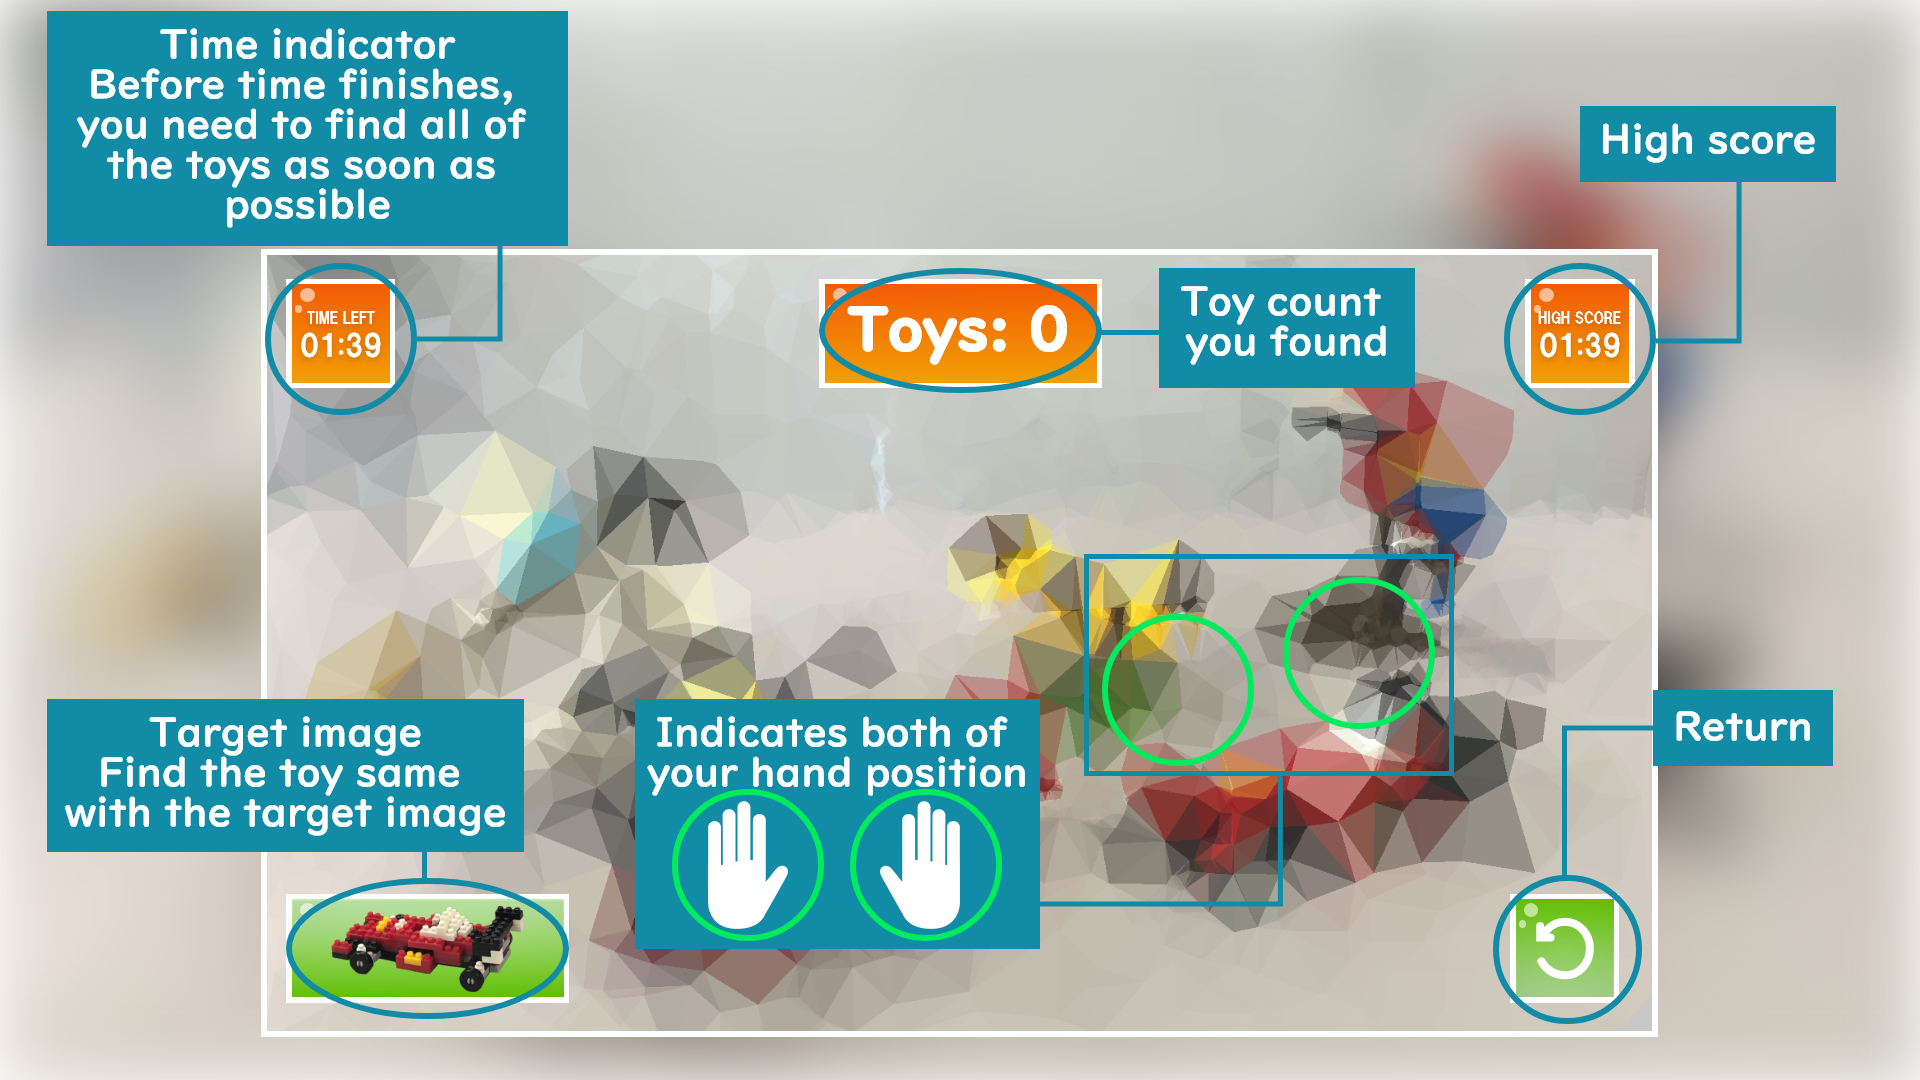 Time indicator
Before time finishes,
you need to find all of
the toys as soon as
possible
High score
TIME LEFT
01:39
Toys: 0
Toy count
you found
HIGH SCORE
01:39
Target image
Find the toy same
with the target image
Indicates both of
your hand position
Return